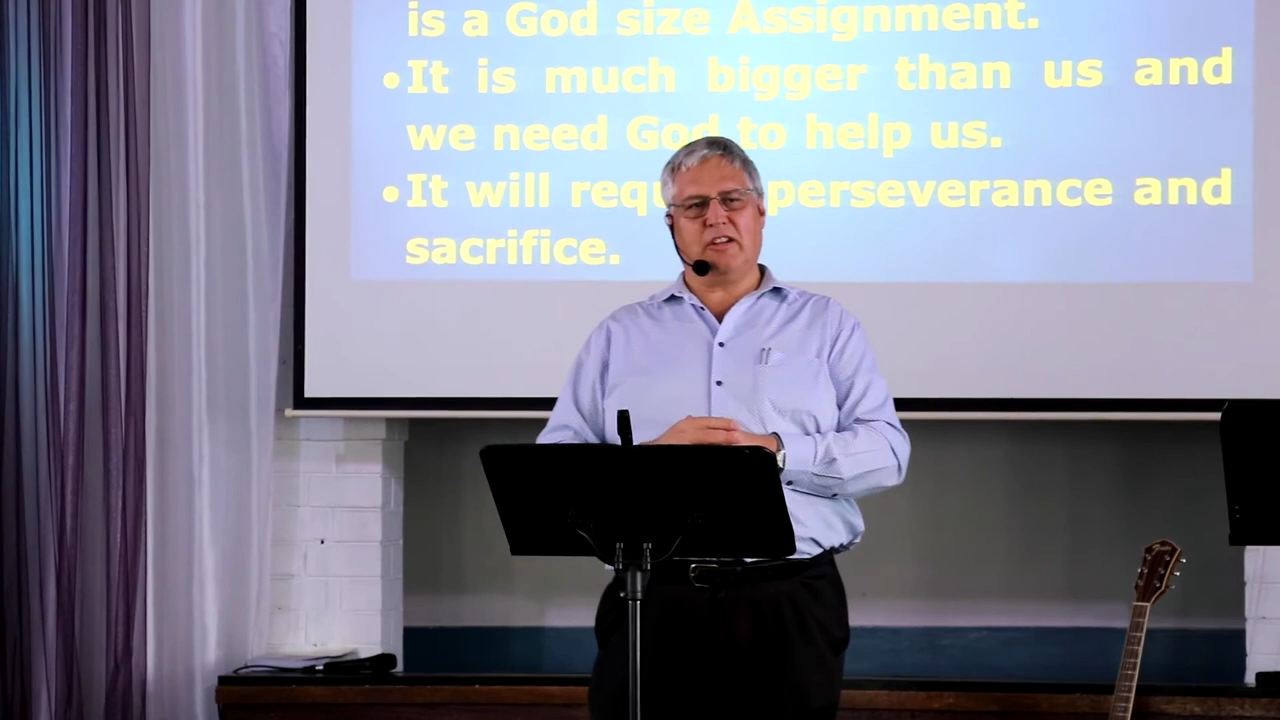 is a God size Assignment.
•It is much bigger than us and
we need God to help us.
•It will perseverance and
sacrifice.
Fender